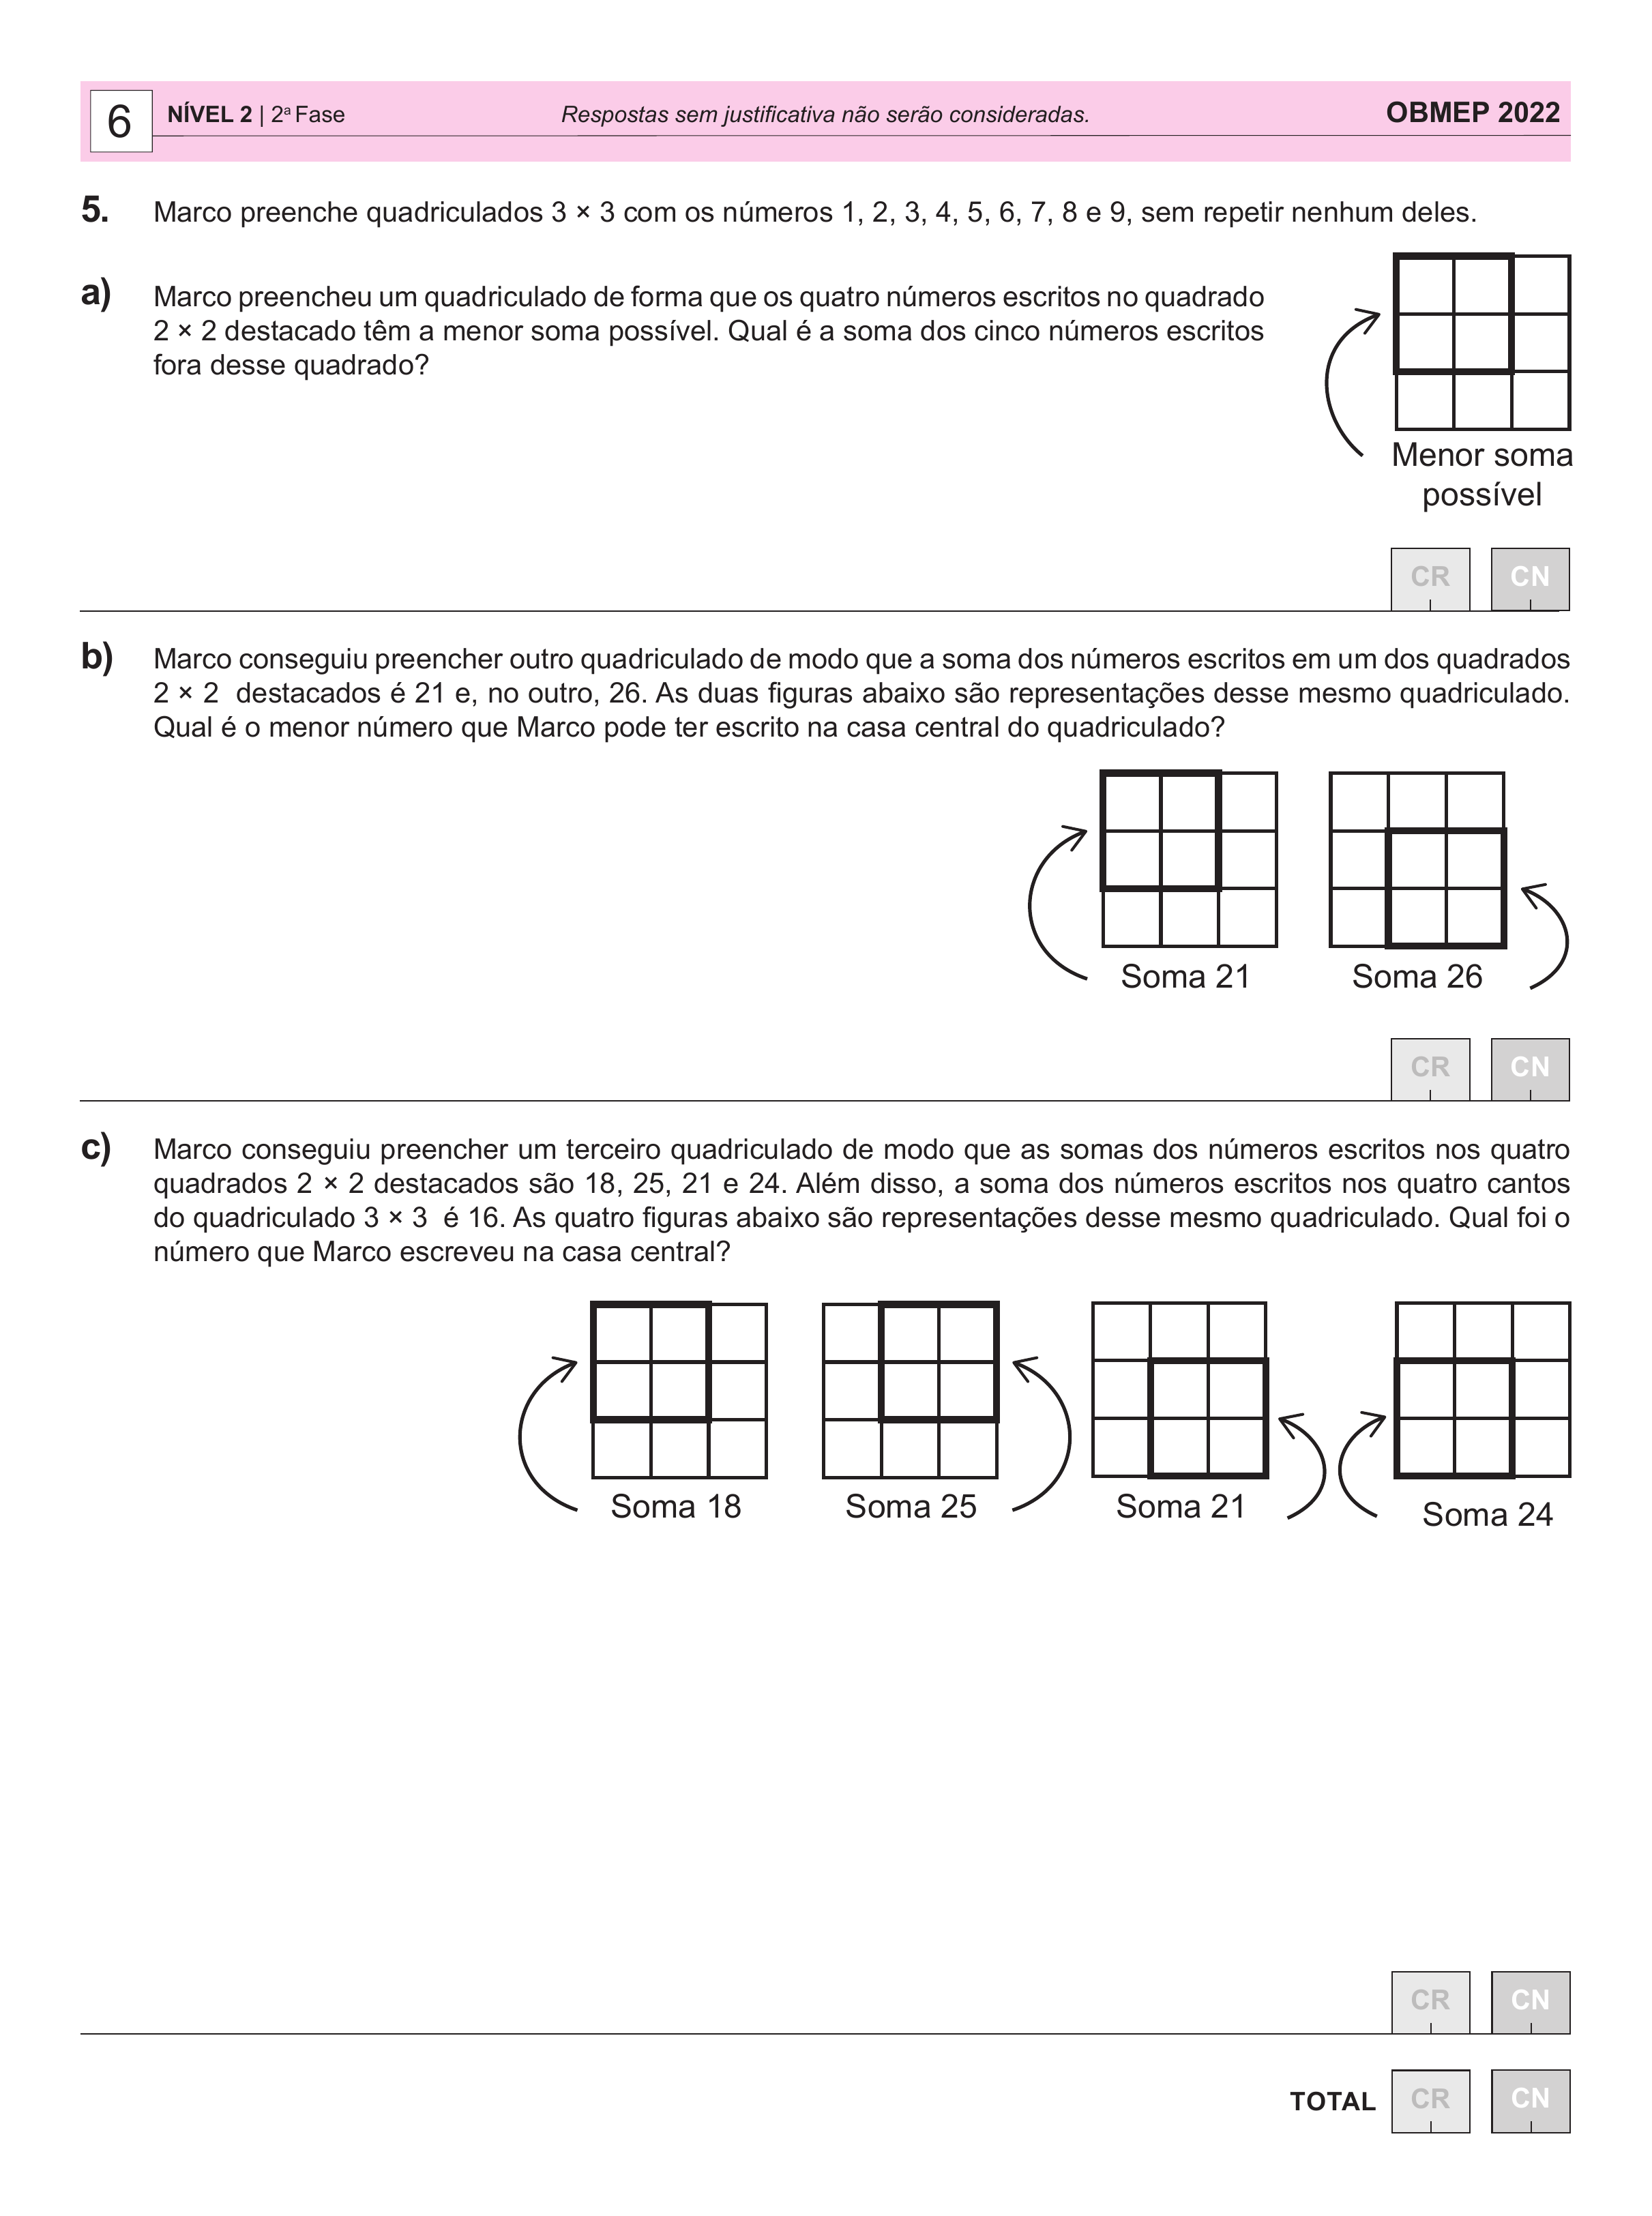 6 NÍVEL 2 | 2ª Fase Respostas sem justificativa não serão consideradas. OBMEP 2022
5. Marco preenche quadriculados 3 × 3 com os números 1, 2, 3, 4, 5, 6, 7, 8 e 9, sem repetir nenhum deles.
a) Marco preencheu um quadriculado de forma que os quatro números escritos no quadrado
2 × 2 destacado têm a menor soma possível. Qual é a soma dos cinco números escritos
fora desse quadrado?
Menor soma
possível
CR CN
b) Marco conseguiu preencher outro quadriculado de modo que a soma dos números escritos em um dos quadrados
2 × 2 destacados é 21 e, no outro, 26. As duas figuras abaixo são representações desse mesmo quadriculado.
Qual é o menor número que Marco pode ter escrito na casa central do quadriculado?
Soma 21 Soma 26
CR CN
c) Marco conseguiu preencher um terceiro quadriculado de modo que as somas dos números escritos nos quatro
quadrados 2 × 2 destacados são 18, 25, 21 e 24. Além disso, a soma dos números escritos nos quatro cantos
do quadriculado 3 × 3 é 16. As quatro figuras abaixo são representações desse mesmo quadriculado. Qual foi o
número que Marco escreveu na casa central?
Soma 18 Soma 25 Soma 21 Soma 24
CR CN
TOTAL CR CN